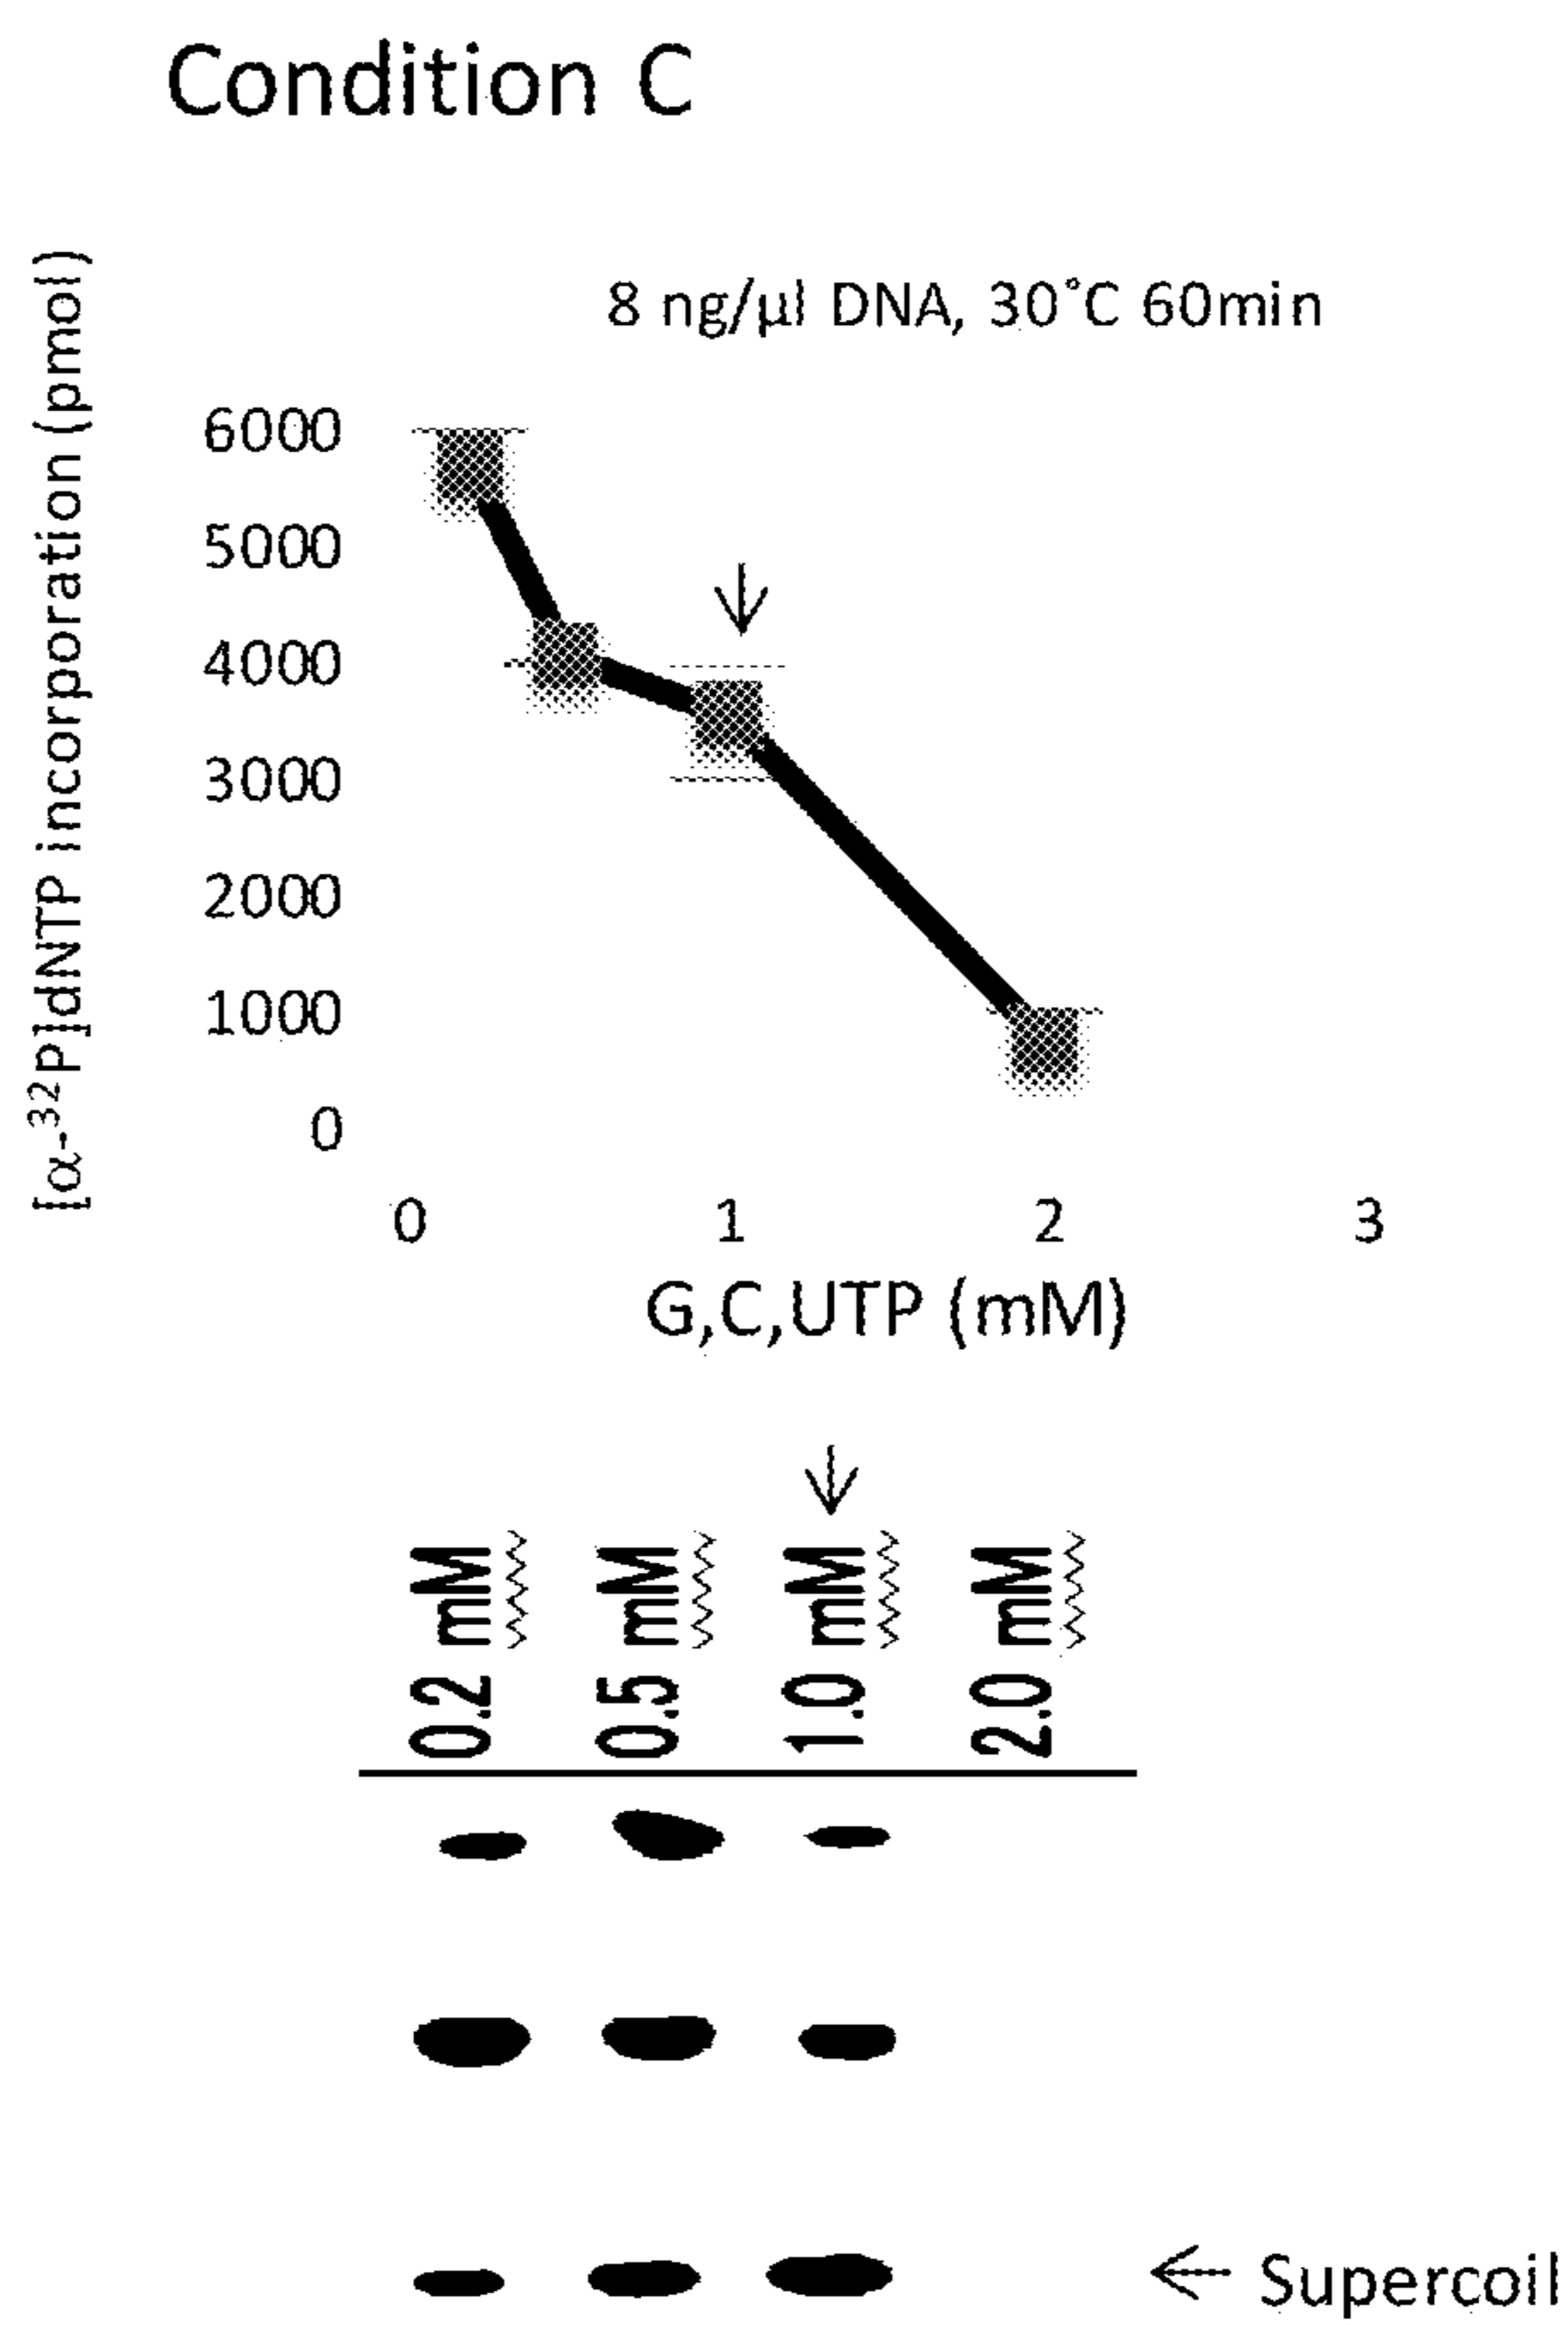 Condition C
8 ng/µl DNA, 30°C 60min
[α-³²P]dNTP incorporation (pmol)
6000
5000
4000
3000
2000
1000
0
0 1 2 3
G,C,UTP (mM)
0.2 mM 0.5 mM 1.0 mM 2.0 mM
Supercoil